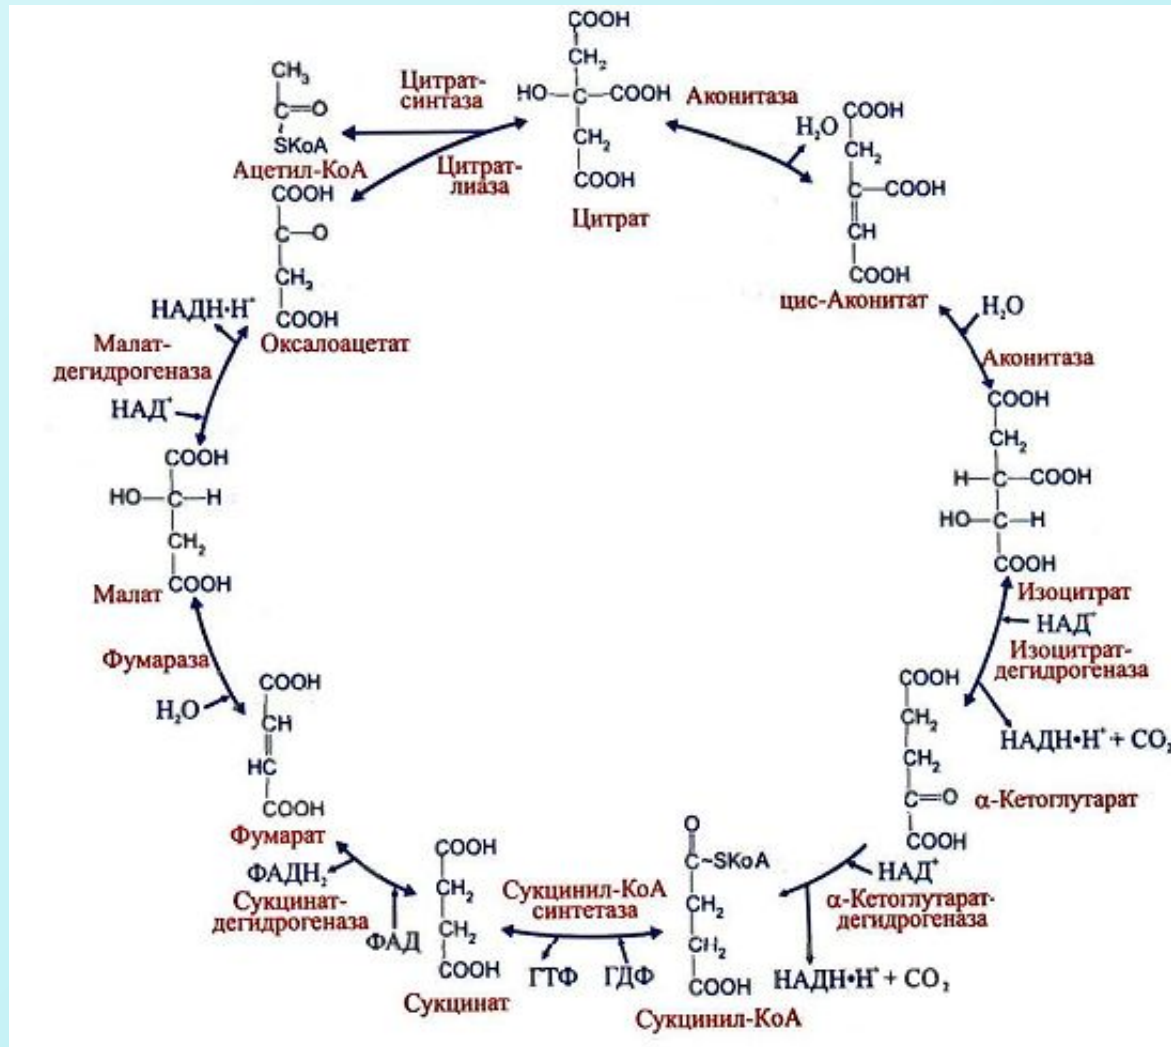 COOH
CH₂
HO—C—COOH
CH₂
COOH
Цитрат
Аконитаза
H₂O
COOH
CH₂
C—COOH
CH
COOH
цис-Аконитат
H₂O
Аконитаза
COOH
CH₂
H—C—COOH
HO—C—H
COOH
Изоцитрат
НАД⁺
Изоцитрат-
дегидрогеназа
НАДН•Н⁺ + CO₂
COOH
CH₂
CH₂
C=O
COOH
α-Кетоглутарат
НАД⁺
α-Кетоглутарат-
дегидрогеназа
НАДН•Н⁺ + CO₂
O
C~SKoA
CH₂
CH₂
COOH
Сукцинил-КоА
Сукцинил-КоА
синтетаза
ГТФ
ГДФ
COOH
CH₂
CH₂
COOH
Сукцинат
ФАДН₂
Сукцинат-
дегидрогеназа
ФАД
COOH
CH
HC
COOH
Фумарат
Фумараза
H₂O
COOH
HO—C—H
CH₂
COOH
Малат
НАДН•Н⁺
Малат-
дегидрогеназа
НАД⁺
CH₃
C=O
SKoA
Ацетил-КоА
COOH
C—O
CH₂
COOH
Оксалоацетат
Цитрат-
синтаза
Цитрат-
лиаза